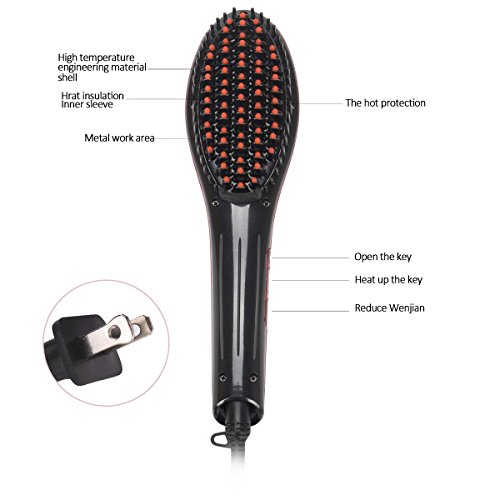 High temperature
engineering material
shell
Hrat insulation
Inner sleeve
Metal work area
The hot protection
Open the key
Heat up the key
Reduce Wenjian